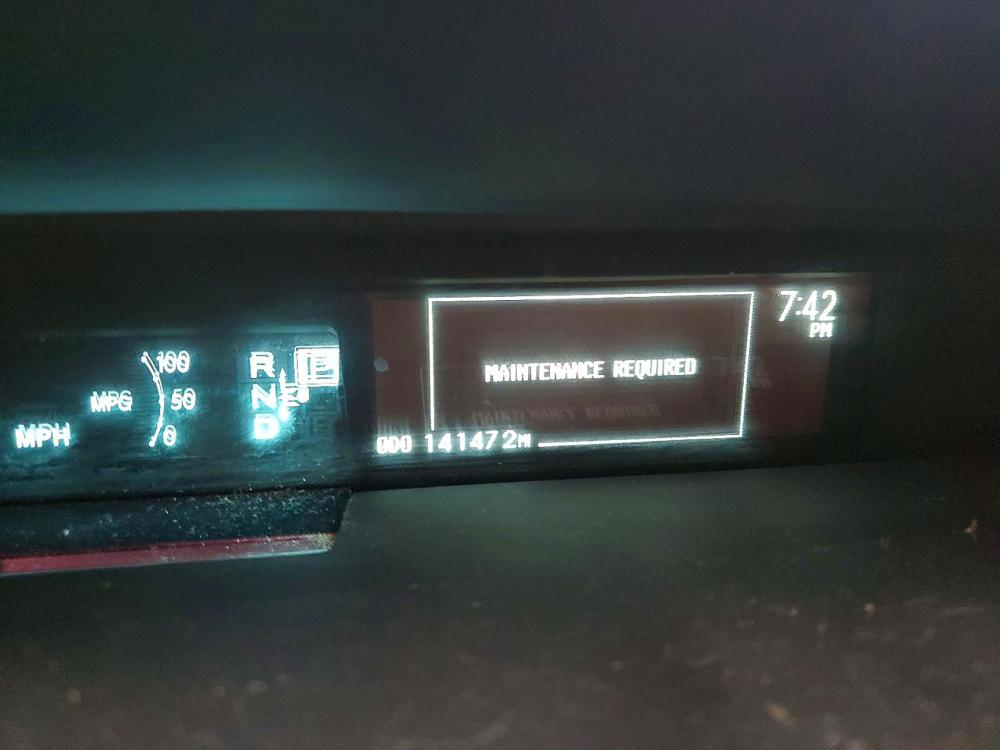 100
MPG 50
MPH 0
R
N
D
P
MAINTENANCE REQUIRED
ODO 141472MI
7:42
PM